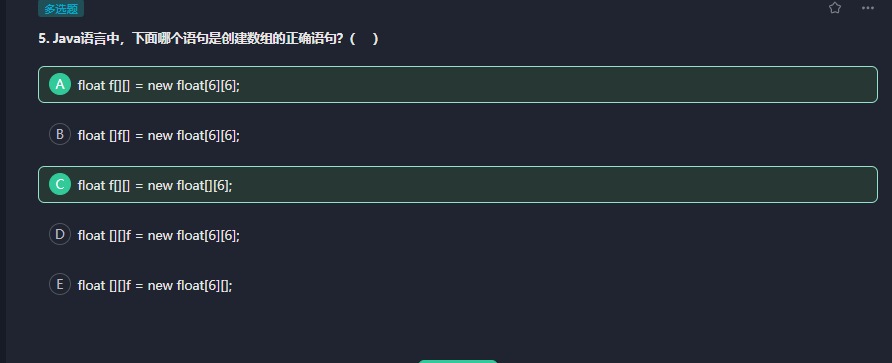 多选题
5. Java语言中，下面哪个语句是创建数组的正确语句?（    ）
A float f[][] = new float[6][6];
B float []f[] = new float[6][6];
C float f[][] = new float[][6];
D float [][]f = new float[6][6];
E float [][]f = new float[6][];